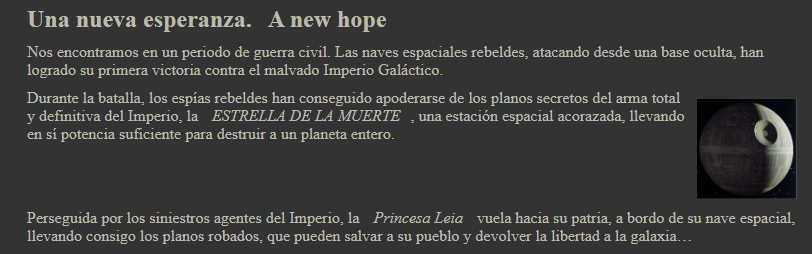 Una nueva esperanza. A new hope
Nos encontramos en un periodo de guerra civil. Las naves espaciales rebeldes, atacando desde una base oculta, han
logrado su primera victoria contra el malvado Imperio Galáctico.
Durante la batalla, los espías rebeldes han conseguido apoderarse de los planos secretos del arma total
y definitiva del Imperio, la ESTRELLA DE LA MUERTE , una estación espacial acorazada, llevando
en sí potencia suficiente para destruir a un planeta entero.
Perseguida por los siniestros agentes del Imperio, la Princesa Leia vuela hacia su patria, a bordo de su nave espacial,
llevando consigo los planos robados, que pueden salvar a su pueblo y devolver la libertad a la galaxia…